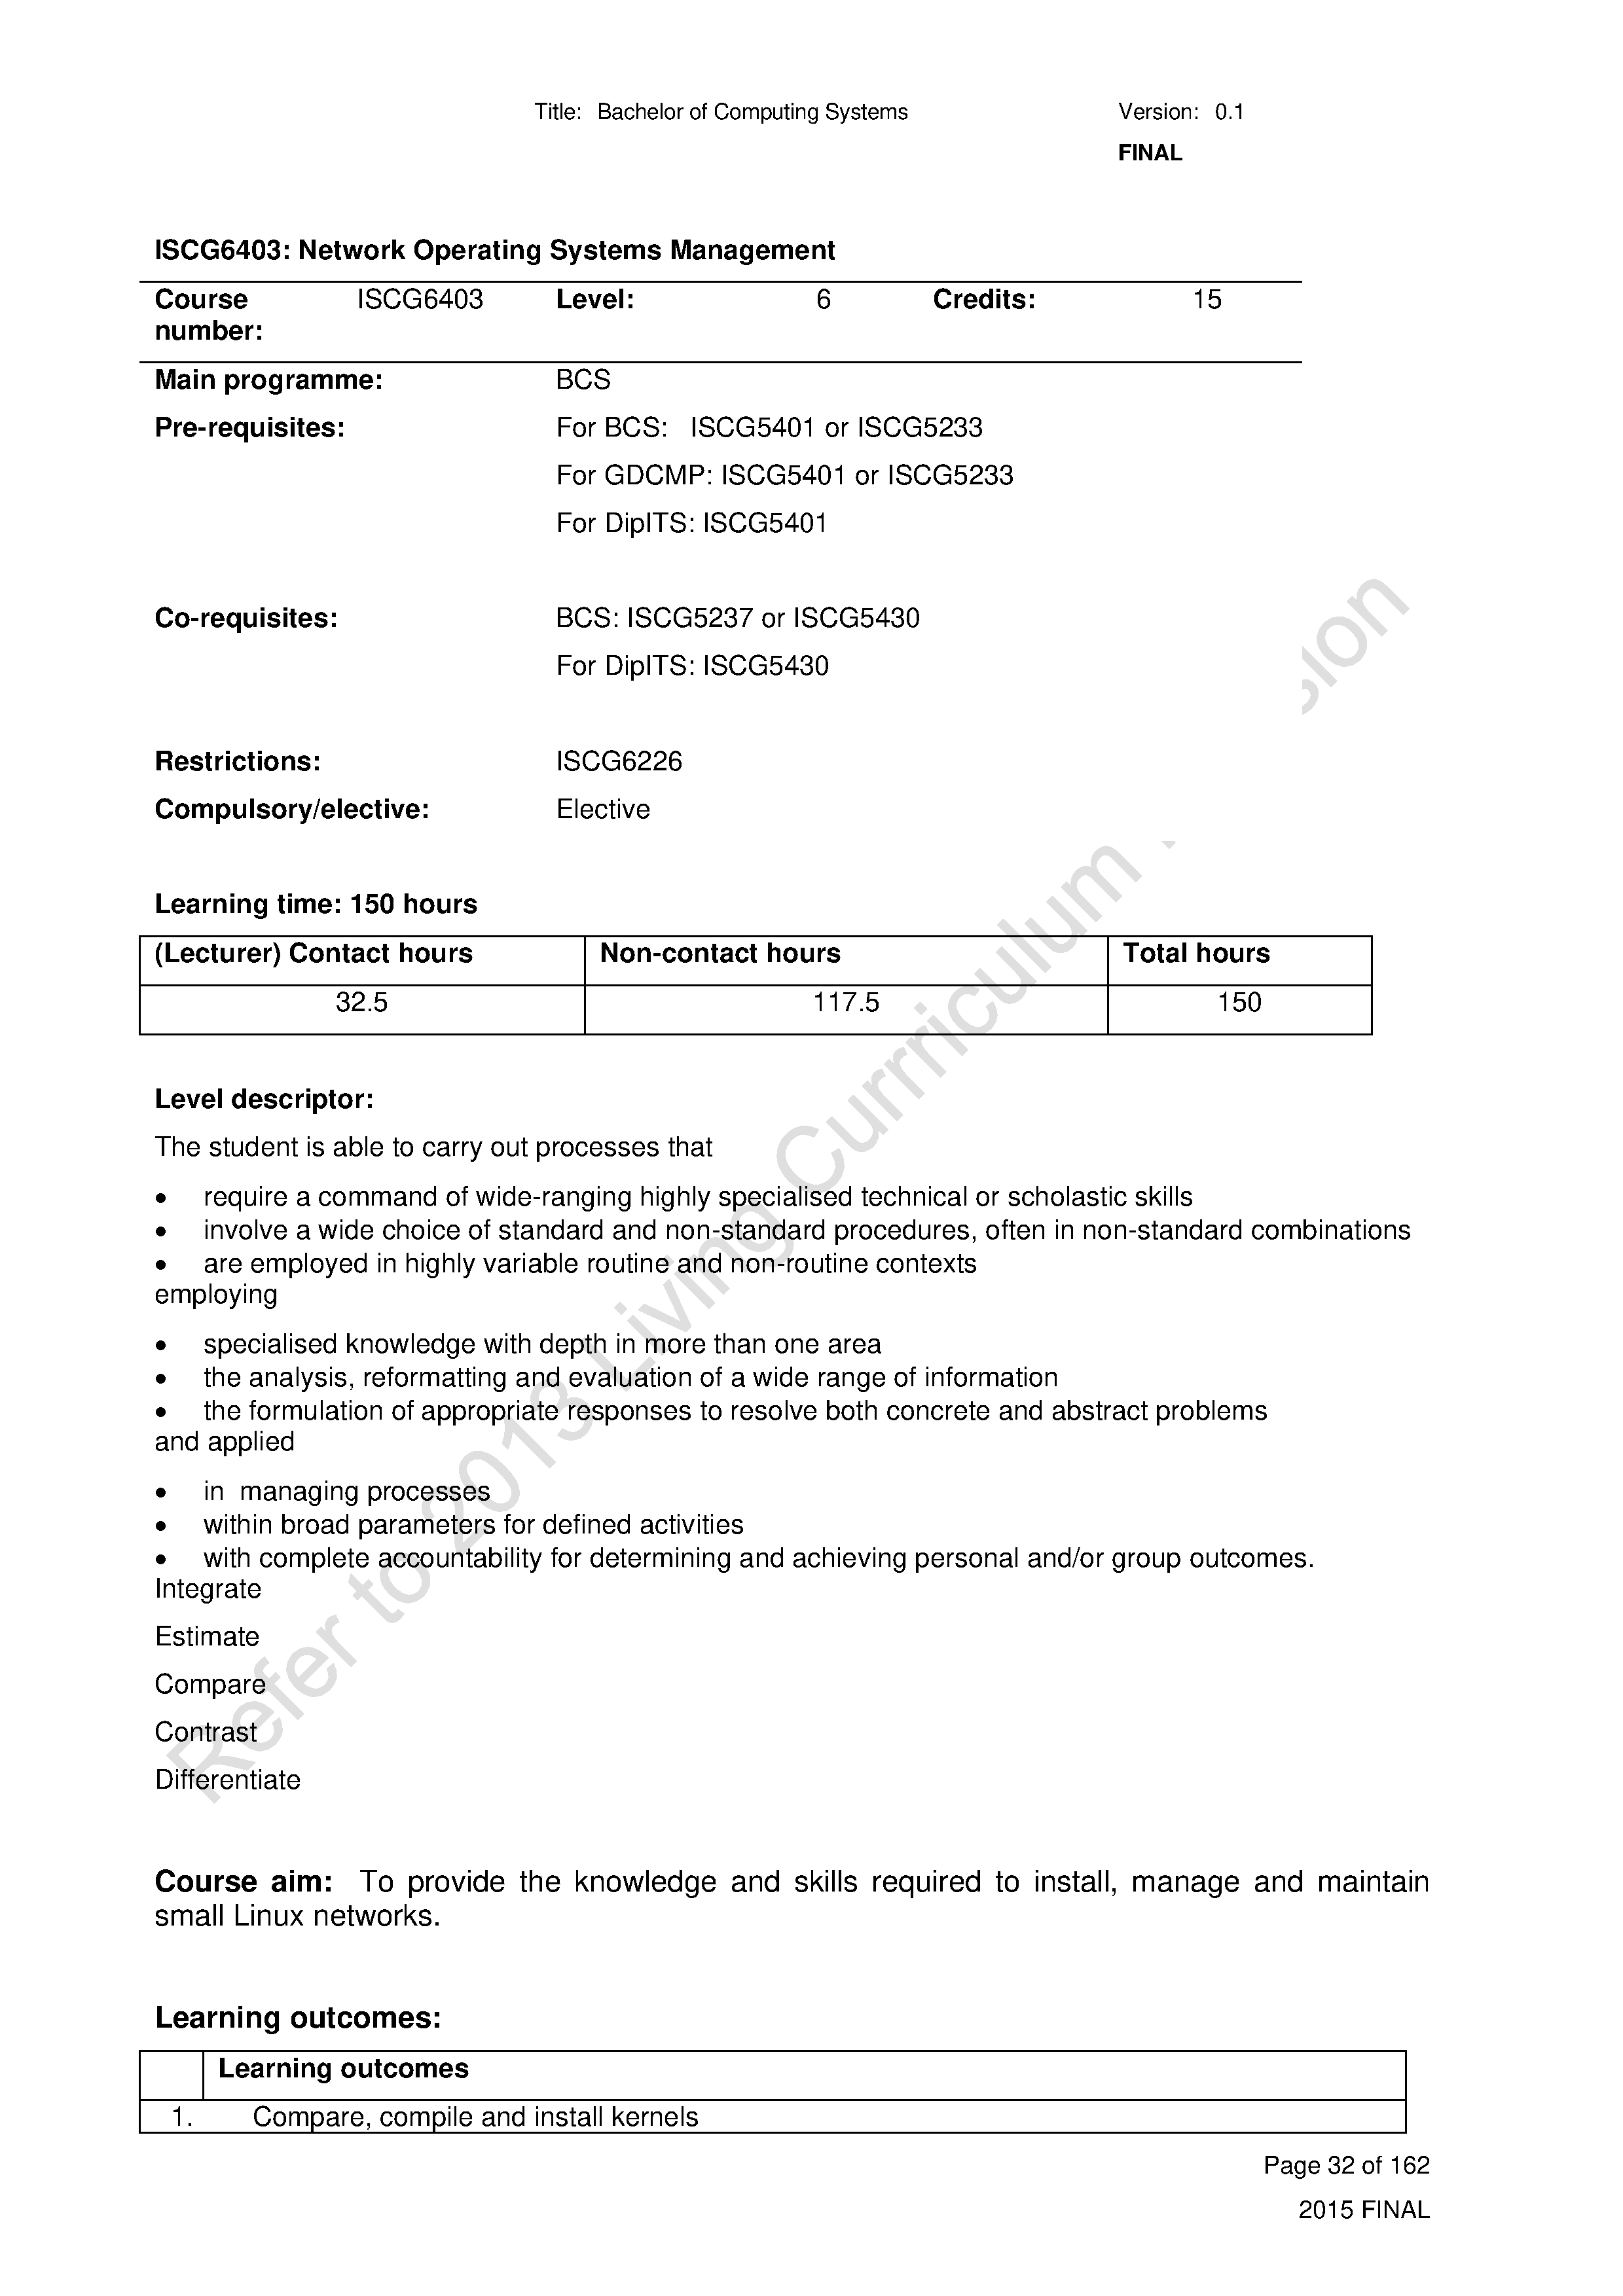 Title: Bachelor of Computing Systems Version: 0.1
FINAL
ISCG6403: Network Operating Systems Management
Course number: ISCG6403 Level: 6 Credits: 15
Main programme: BCS
Pre-requisites: For BCS: ISCG5401 or ISCG5233
For GDCMP: ISCG5401 or ISCG5233
For DipITS: ISCG5401
Co-requisites: BCS: ISCG5237 or ISCG5430
For DipITS: ISCG5430
Restrictions: ISCG6226
Compulsory/elective: Elective
Learning time: 150 hours
(Lecturer) Contact hours Non-contact hours Total hours
32.5 117.5 150
Level descriptor:
The student is able to carry out processes that
• require a command of wide-ranging highly specialised technical or scholastic skills
• involve a wide choice of standard and non-standard procedures, often in non-standard combinations
• are employed in highly variable routine and non-routine contexts
employing
• specialised knowledge with depth in more than one area
• the analysis, reformatting and evaluation of a wide range of information
• the formulation of appropriate responses to resolve both concrete and abstract problems
and applied
• in managing processes
• within broad parameters for defined activities
• with complete accountability for determining and achieving personal and/or group outcomes.
Integrate
Estimate
Compare
Contrast
Differentiate
Course aim: To provide the knowledge and skills required to install, manage and maintain
small Linux networks.
Learning outcomes:
Learning outcomes
1. Compare, compile and install kernels
Page 32 of 162
2015 FINAL
Refer to 2013 Living Curriculum